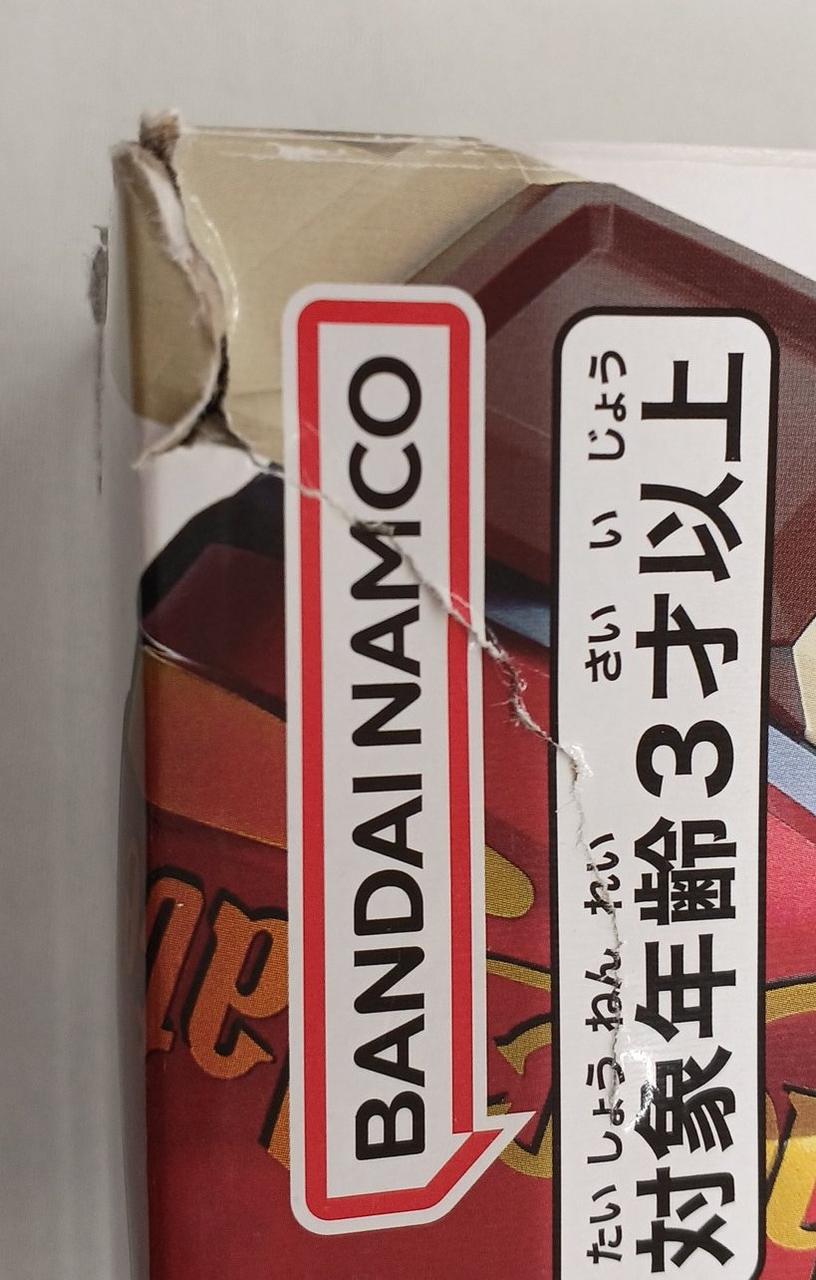 BANDAI NAMCO
たい しょう ねん れい さい い じょう
対象年齢3才以上